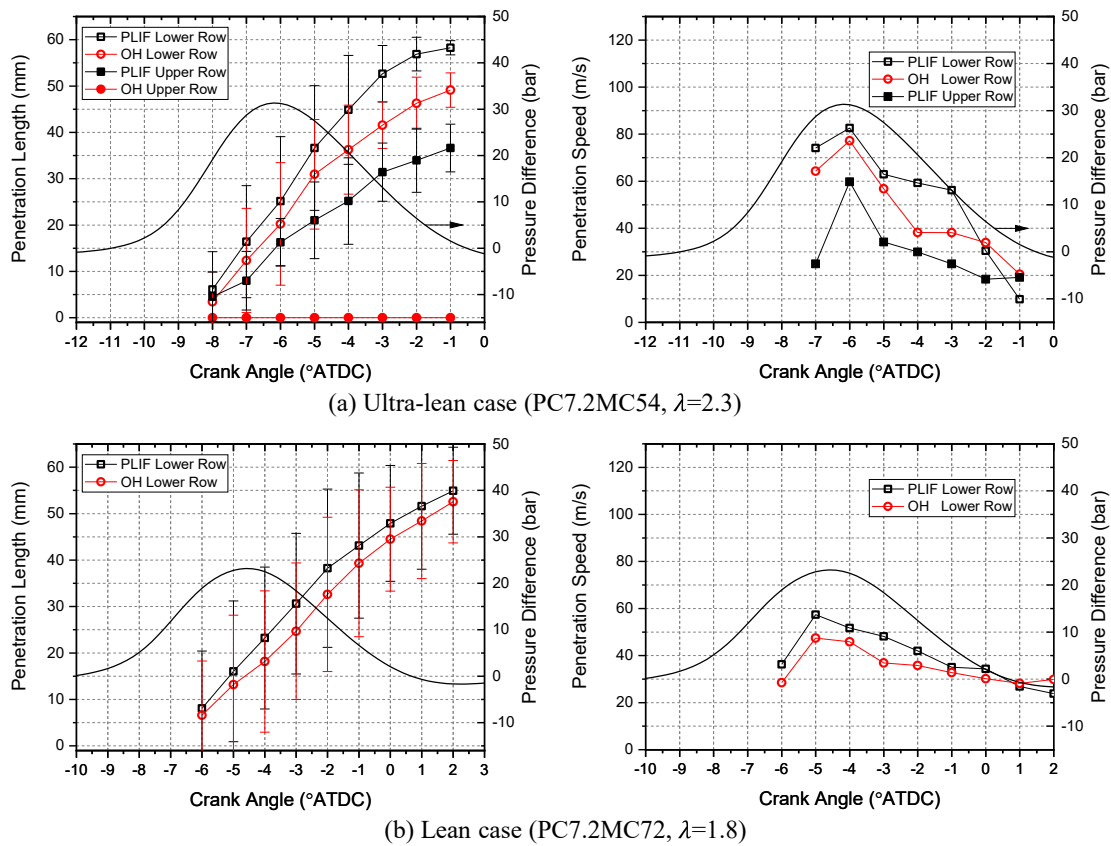 PLIF Lower Row
OH Lower Row
PLIF Upper Row
OH Upper Row
Penetration Length (mm)
0
10
20
30
40
50
60
-12 -11 -10 -9 -8 -7 -6 -5 -4 -3 -2 -1 0
Crank Angle (°ATDC)
-10
0
10
20
30
40
50
Pressure Difference (bar)
PLIF Lower Row
OH Lower Row
PLIF Upper Row
Penetration Speed (m/s)
0
20
40
60
80
100
120
-12 -11 -10 -9 -8 -7 -6 -5 -4 -3 -2 -1 0
Crank Angle (°ATDC)
-10
0
10
20
30
40
50
Pressure Difference (bar)
(a) Ultra-lean case (PC7.2MC54, λ=2.3)
PLIF Lower Row
OH Lower Row
Penetration Length (mm)
0
10
20
30
40
50
60
-10 -9 -8 -7 -6 -5 -4 -3 -2 -1 0 1 2 3
Crank Angle (°ATDC)
-10
0
10
20
30
40
50
Pressure Difference (bar)
PLIF Lower Row
OH Lower Row
Penetration Speed (m/s)
0
20
40
60
80
100
120
-10 -9 -8 -7 -6 -5 -4 -3 -2 -1 0 1 2
Crank Angle (°ATDC)
-10
0
10
20
30
40
50
Pressure Difference (bar)
(b) Lean case (PC7.2MC72, λ=1.8)